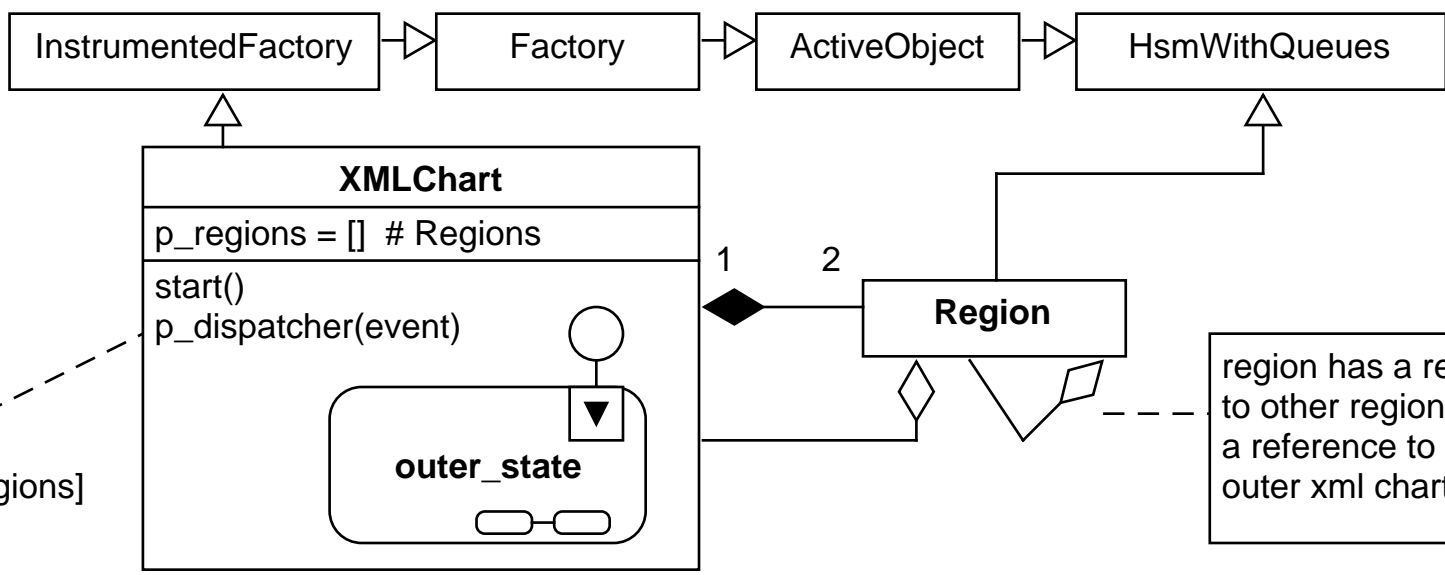 InstrumentedFactory
Factory
ActiveObject
HsmWithQueues
XMLChart
p_regions = []  # Regions
start()
p_dispatcher(event)
outer_state
1
2
Region
region has a re
to other region
a reference to
outer xml chart
gions]